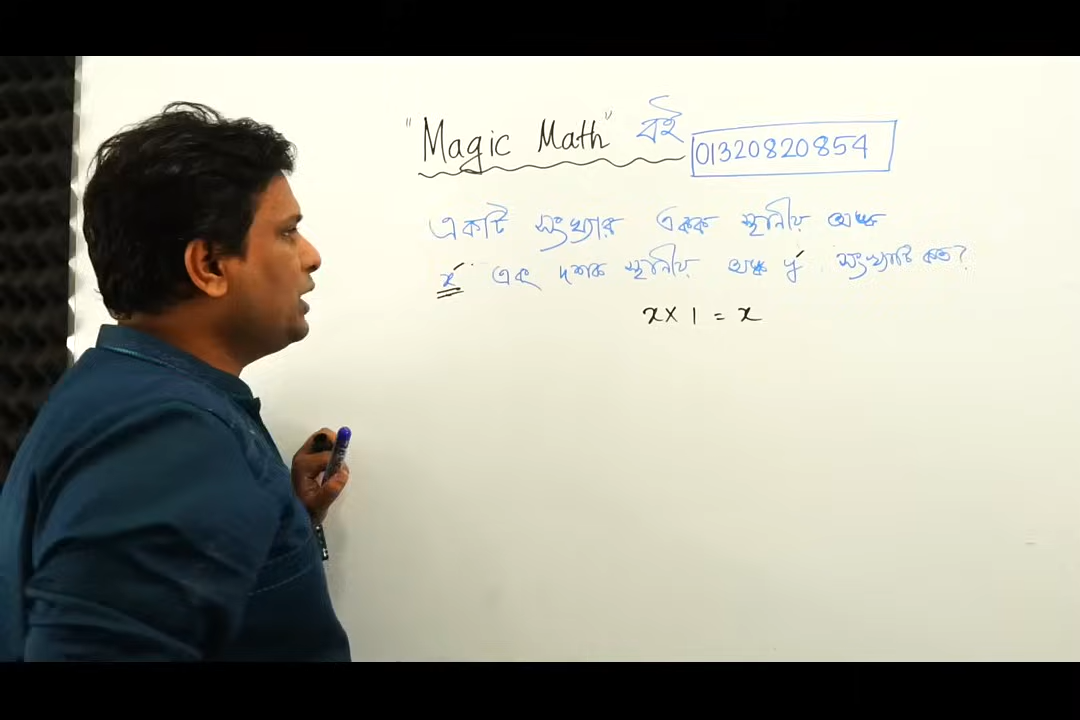 "Magic Math" বই 01320820854
একটি সংখ্যার একক স্থানীয় অঙ্ক
x এবং দশক স্থানীয় অঙ্ক y সংখ্যাটি কত?
x × 1 = x